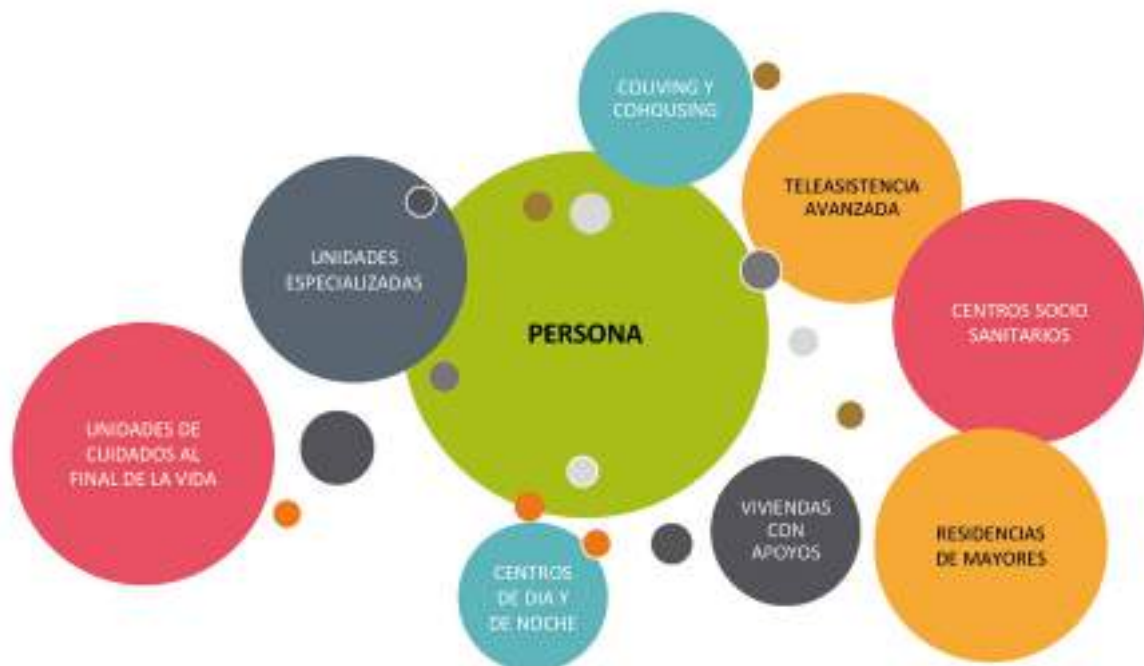 COLIVING Y
COHOUSING
TELEASISTENCIA
AVANZADA
UNIDADES
ESPECIALIZADAS
PERSONA
CENTROS SOCIO
SANITARIOS
UNIDADES DE
CUIDADOS AL
FINAL DE LA VIDA
VIVIENDAS
CON
APOYOS
RESIDENCIAS
DE MAYORES
CENTROS
DE DIA Y
DE NOCHE